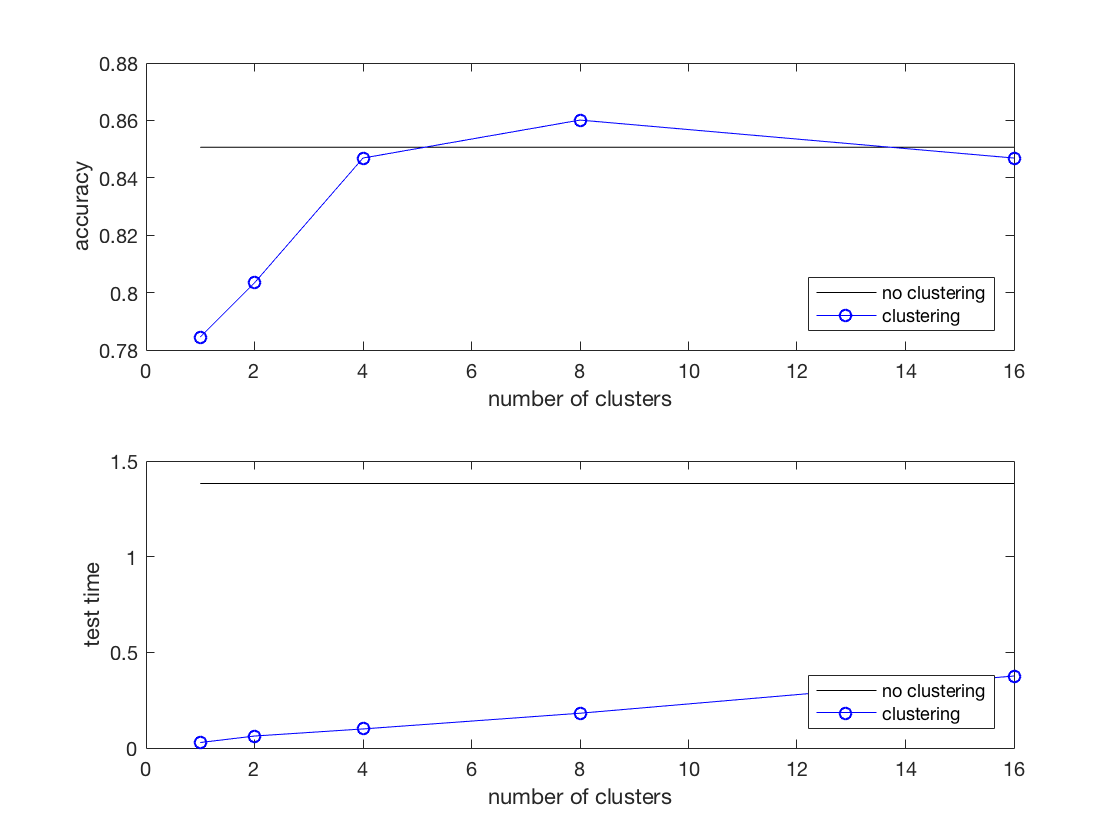 0.88
0.86
0.84
0.82
0.8
0.78
accuracy
0 2 4 6 8 10 12 14 16
number of clusters
no clustering
clustering
1.5
1
0.5
0
test time
0 2 4 6 8 10 12 14 16
number of clusters
no clustering
clustering